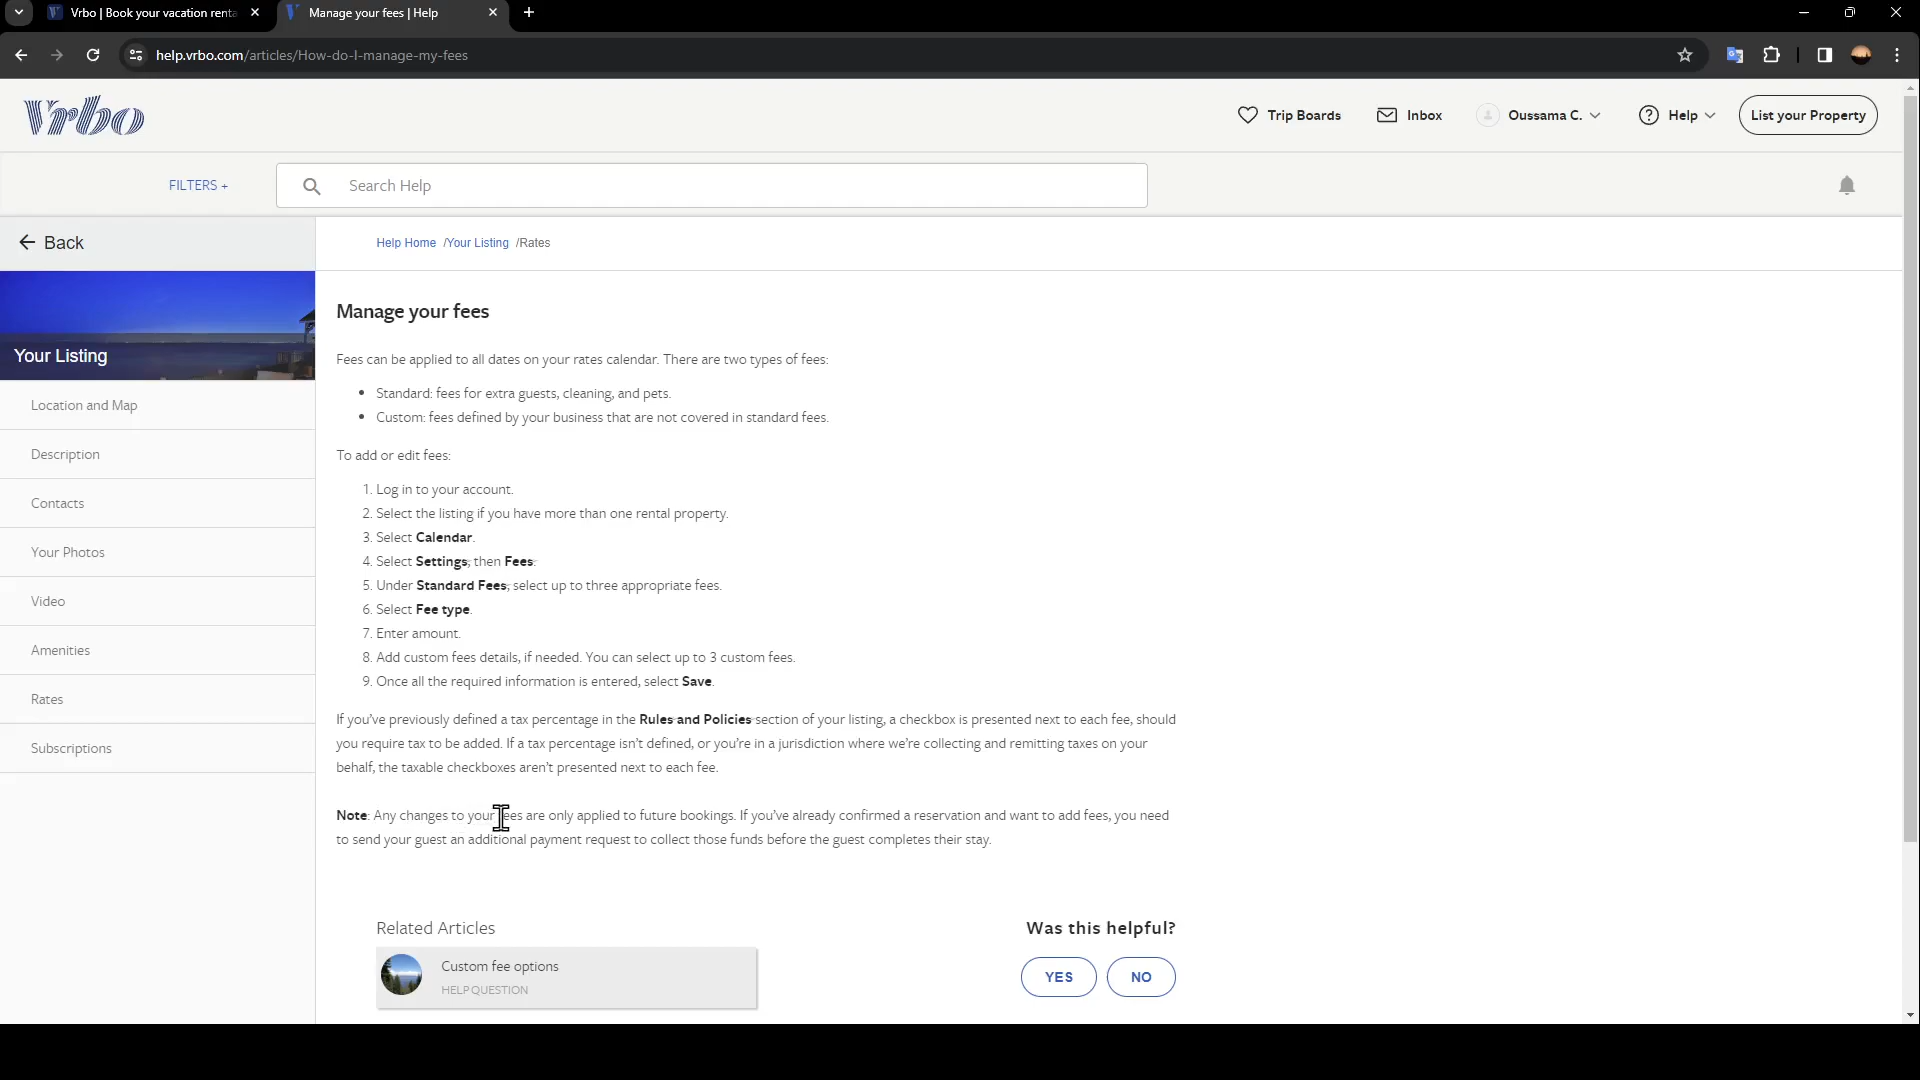 Vrbo | Book your vacation renta
Manage your fees | Help
help.vrbo.com/articles/How-do-I-manage-my-fees
Vrbo
Trip Boards
Inbox
Oussama C.
Help
List your Property
FILTERS +
Search Help
Back
Help Home /Your Listing /Rates
Your Listing
Location and Map
Description
Contacts
Your Photos
Video
Amenities
Rates
Subscriptions
Manage your fees
Fees can be applied to all dates on your rates calendar. There are two types of fees:
• Standard: fees for extra guests, cleaning, and pets.
• Custom: fees defined by your business that are not covered in standard fees.
To add or edit fees:
1. Log in to your account.
2. Select the listing if you have more than one rental property.
3. Select Calendar.
4. Select Settings, then Fees.
5. Under Standard Fees, select up to three appropriate fees.
6. Select Fee type.
7. Enter amount.
8. Add custom fees details, if needed. You can select up to 3 custom fees.
9. Once all the required information is entered, select Save.
If you've previously defined a tax percentage in the Rules and Policies section of your listing, a checkbox is presented next to each fee, should
you require tax to be added. If a tax percentage isn't defined, or you're in a jurisdiction where we're collecting and remitting taxes on your
behalf, the taxable checkboxes aren't presented next to each fee.
Note: Any changes to your fees are only applied to future bookings. If you've already confirmed a reservation and want to add fees, you need
to send your guest an additional payment request to collect those funds before the guest completes their stay.
Related Articles
Custom fee options
HELP QUESTION
Was this helpful?
YES
NO